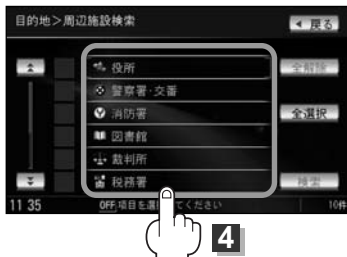 目的地>周辺施設検索
◀ 戻る
役所
全解除
警察署・交番
消防署
全選択
図書館
裁判所
税務署
検索
11 35
OFF 項目を選 てください
10件
4